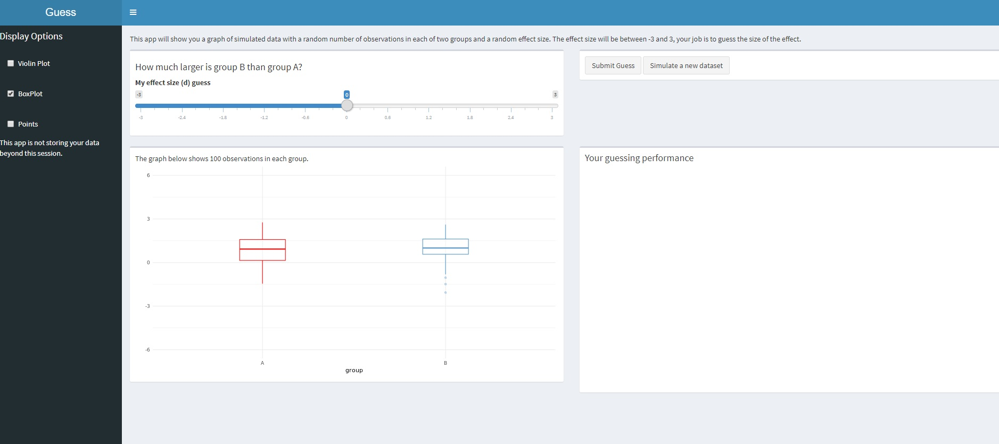 Guess
Display Options
Violin Plot
BoxPlot
Points
This app is not storing your data
beyond this session.
This app will show you a graph of simulated data with a random number of observations in each of two groups and a random effect size. The effect size will be between -3 and 3, your job is to guess the size of the effect.
How much larger is group B than group A?
My effect size (d) guess
-3 0 3
-3 -2.4 -1.8 -1.2 -0.6 0 0.6 1.2 1.8 2.4 3
Submit Guess Simulate a new dataset
The graph below shows 100 observations in each group.
6
3
0
-3
-6
A B
group
Your guessing performance